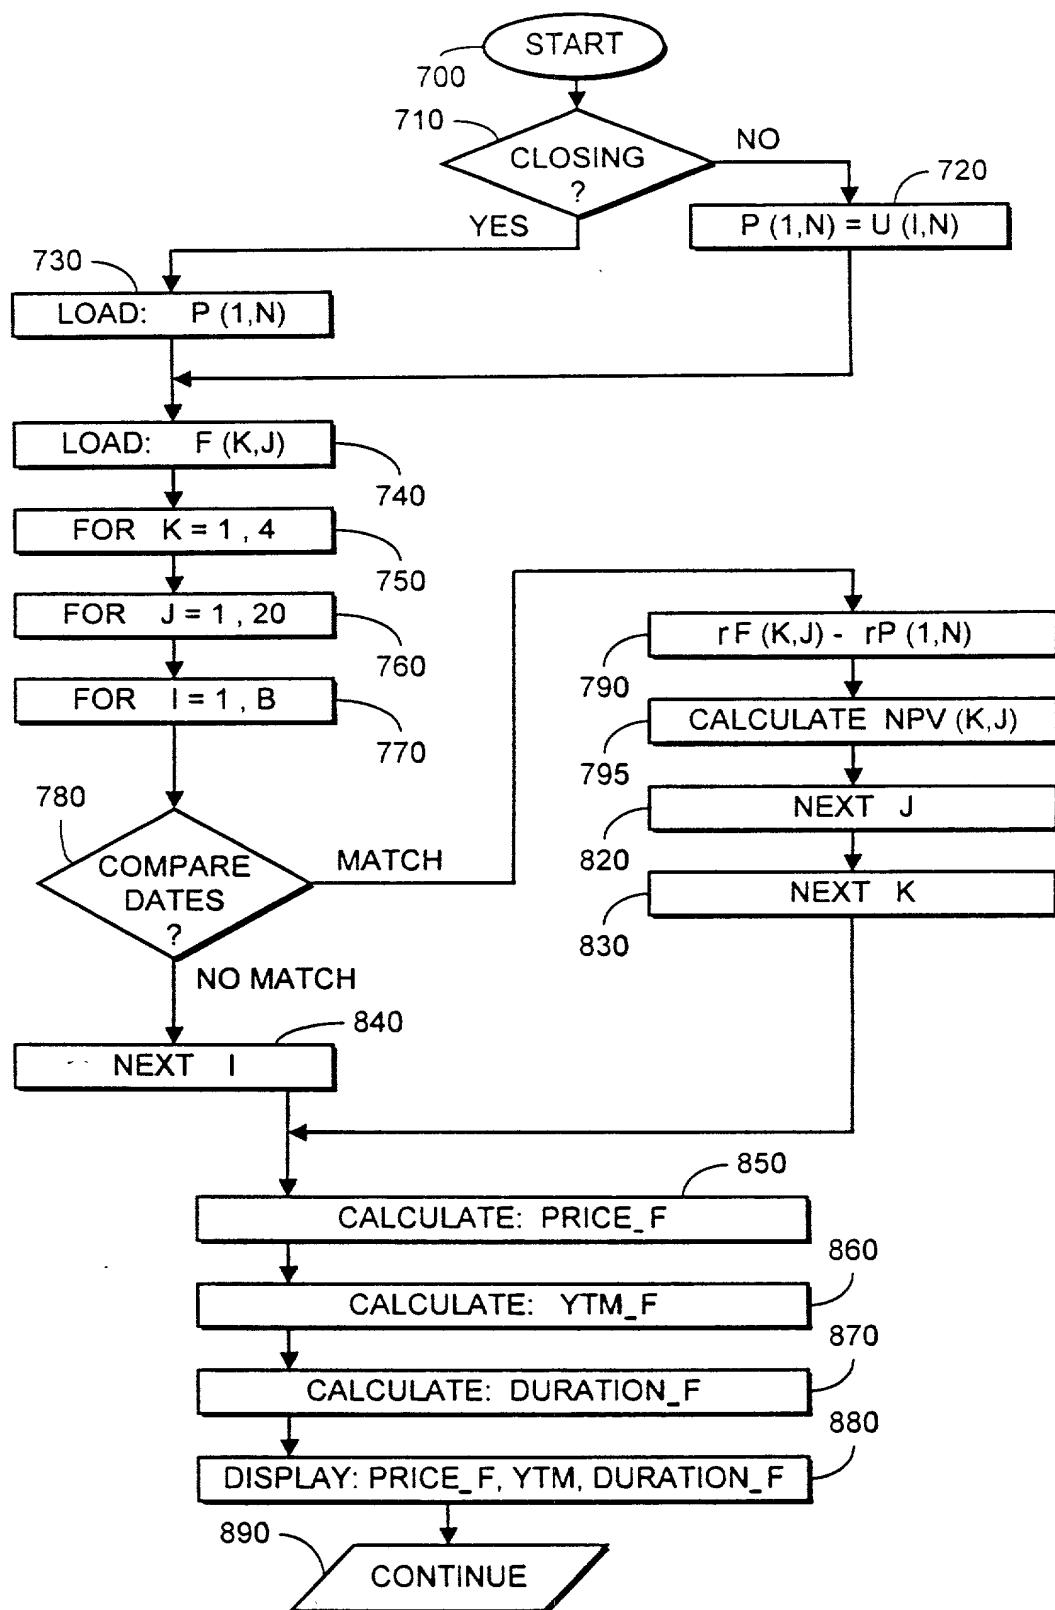 START
700
710
CLOSING
?
NO
720
P (1,N) = U (I,N)
YES
730
LOAD: P (1,N)
LOAD: F (K,J)
740
FOR K = 1 , 4
750
FOR J = 1 , 20
760
FOR I = 1 , B
770
rF (K,J) - rP (1,N)
790
CALCULATE NPV (K,J)
795
NEXT J
820
NEXT K
830
780
COMPARE
DATES
?
MATCH
NO MATCH
840
NEXT I
850
CALCULATE: PRICE_F
860
CALCULATE: YTM_F
870
CALCULATE: DURATION_F
880
DISPLAY: PRICE_F, YTM, DURATION_F
890
CONTINUE